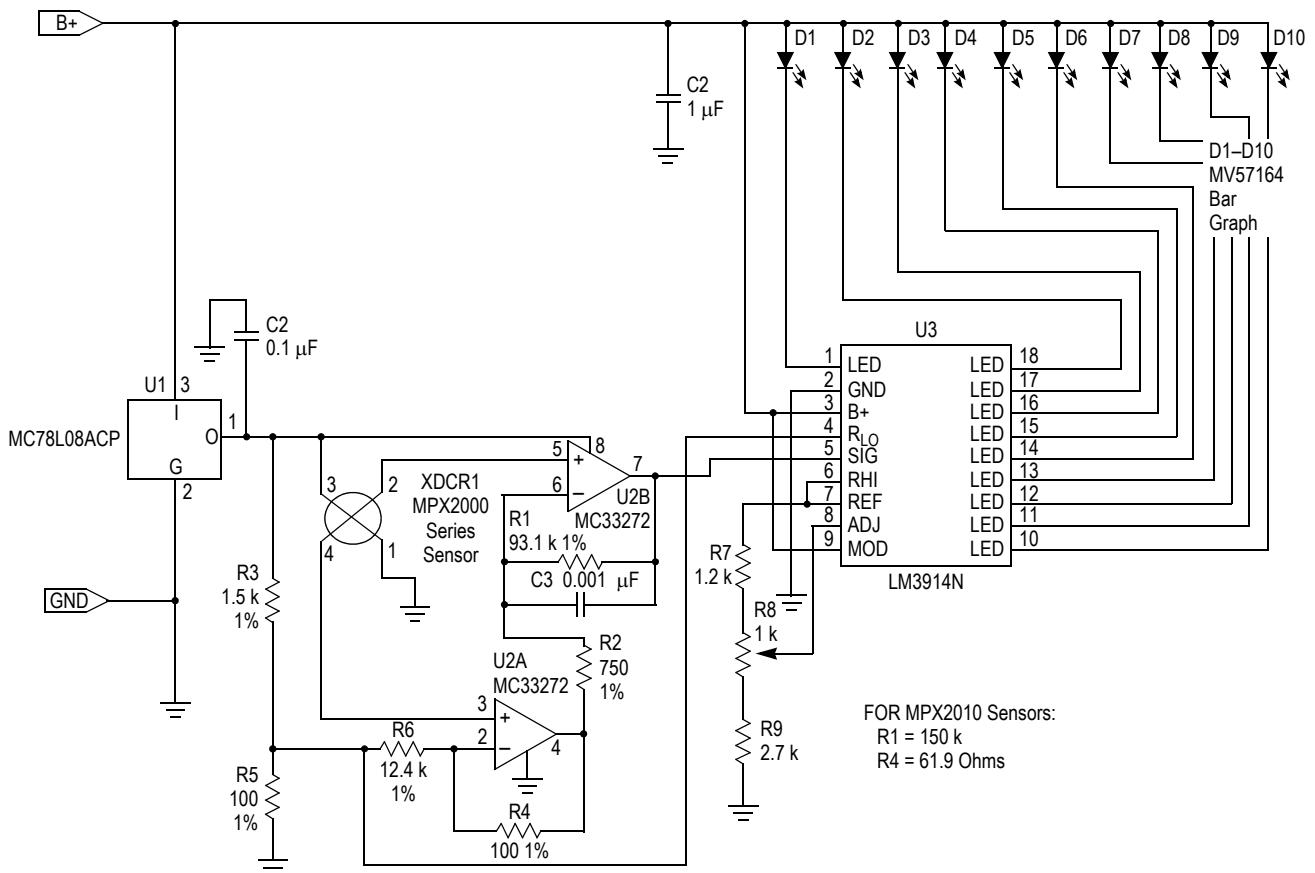 B+
D1
D2
D3
D4
D5
D6
D7
D8
D9
D10
C2
1 μF
D1–D10
MV57164
Bar
Graph
C2
0.1 μF
U1
3
I
O
1
G
2
MC78L08ACP
U3
1
LED
LED
18
2
GND
LED
17
3
B+
LED
16
4
RLO
LED
15
5
SIG
LED
14
6
RHI
LED
13
7
REF
LED
12
8
ADJ
LED
11
9
MOD
LED
10
LM3914N
3
2
4
1
XDCR1
MPX2000
Series
Sensor
5
+
6
–
8
7
U2B
MC33272
R1
93.1 k 1%
C3 0.001 μF
R3
1.5 k
1%
GND
R2
750
1%
U2A
MC33272
3
+
2
–
4
R6
12.4 k
1%
R5
100
1%
R4
100 1%
R7
1.2 k
R8
1 k
R9
2.7 k
FOR MPX2010 Sensors:
R1 = 150 k
R4 = 61.9 Ohms